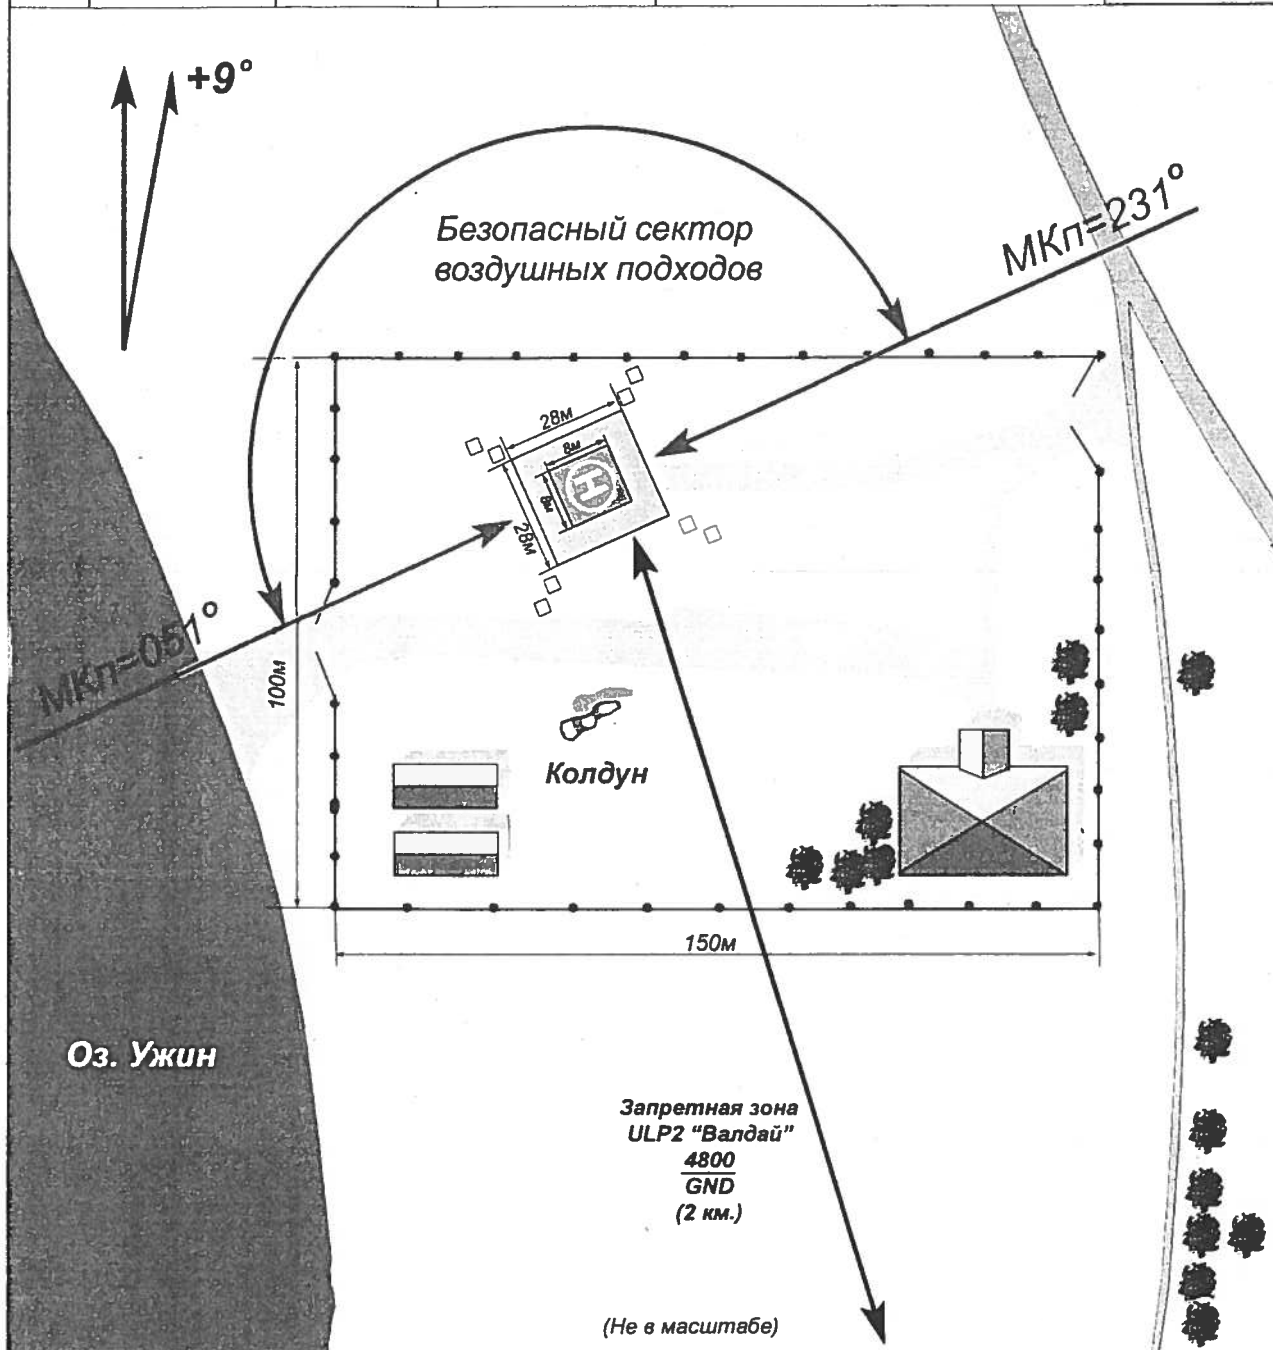 +9°
Безопасный сектор
воздушных подходов
МКп=231°
28м
8м
8м
28м
H
МКп=051°
100м
Колдун
150м
Оз. Ужин
Запретная зона
ULP2 “Валдай”
4800
GND
(2 км.)
(Не в масштабе)